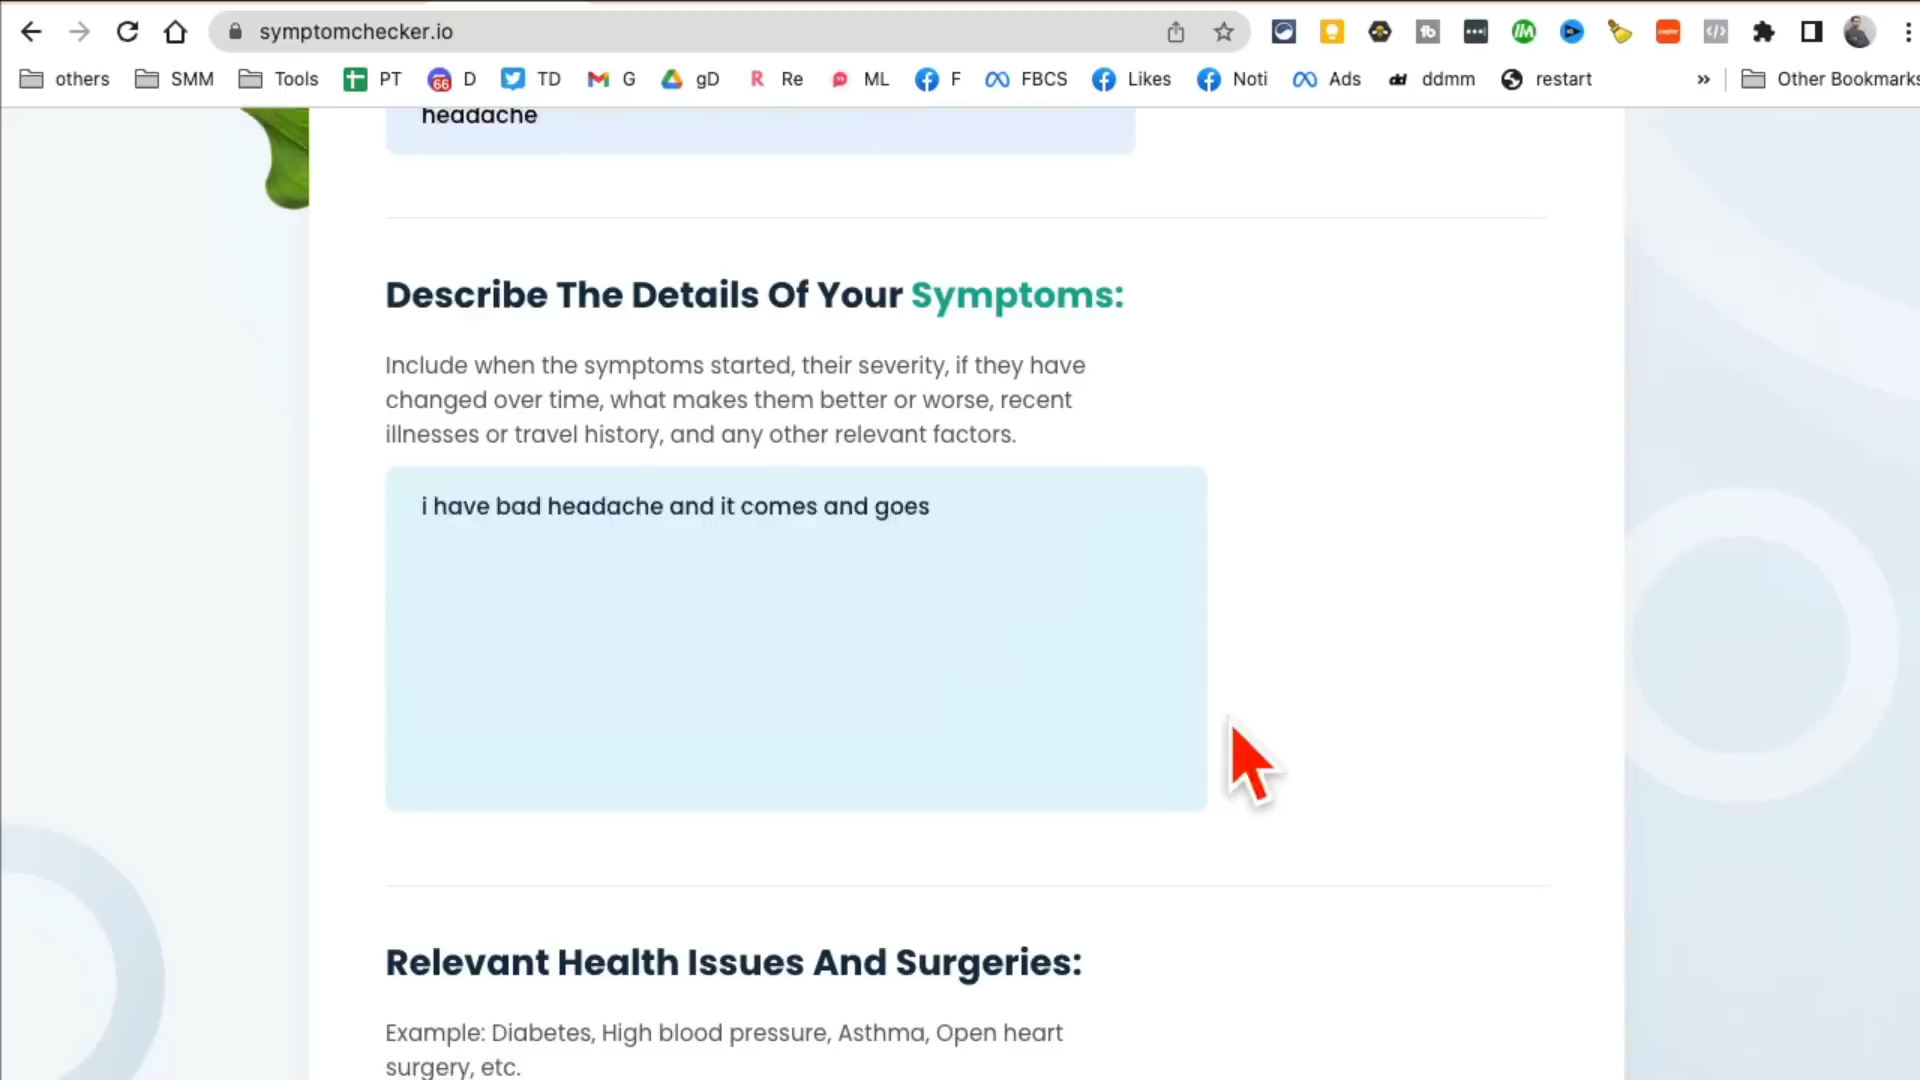 symptomchecker.io
others SMM Tools PT 66 D TD G gD R Re ML F FBCS Likes Noti Ads dd ddmm restart » Other Bookmarks
headache
Describe The Details Of Your Symptoms:
Include when the symptoms started, their severity, if they have
changed over time, what makes them better or worse, recent
illnesses or travel history, and any other relevant factors.
i have bad headache and it comes and goes
Relevant Health Issues And Surgeries:
Example: Diabetes, High blood pressure, Asthma, Open heart
surgery, etc.